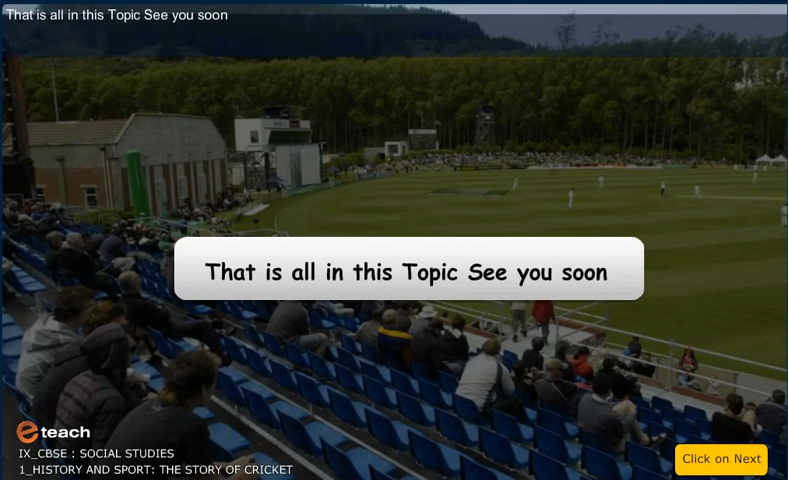 That is all in this Topic See you soon
That is all in this Topic See you soon
eteach
IX_CBSE : SOCIAL STUDIES
1_HISTORY AND SPORT: THE STORY OF CRICKET
Click on Next